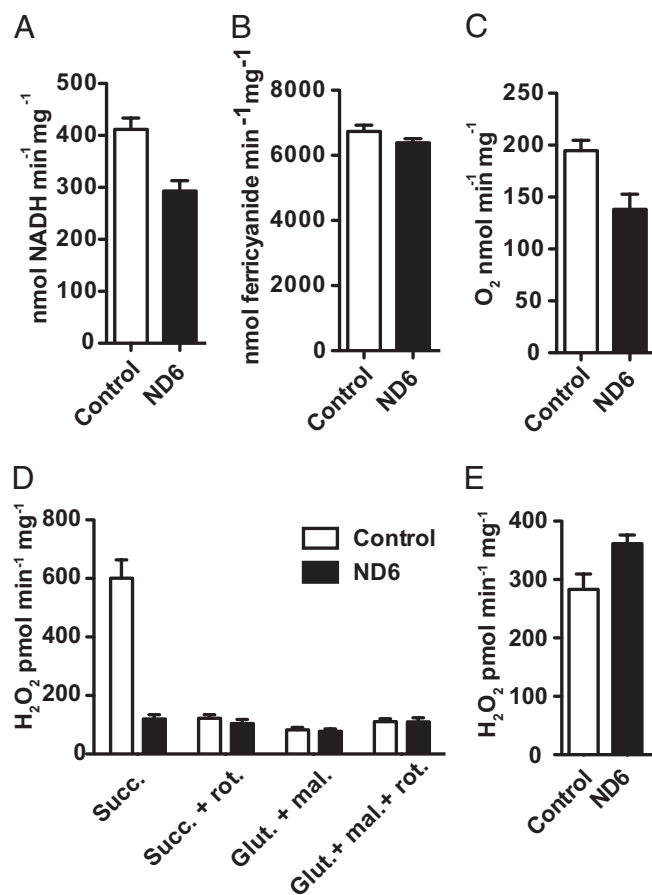 A
nmol NADH min⁻¹ mg⁻¹
500
400
300
200
100
0
Control
ND6
B
nmol ferricyanide min⁻¹mg⁻¹
8000
6000
4000
2000
0
Control
ND6
C
O₂ nmol min⁻¹ mg⁻¹
250
200
150
100
50
0
Control
ND6
D
H₂O₂ pmol min⁻¹ mg⁻¹
800
600
400
200
0
Control
ND6
Succ.
Succ. + rot.
Glut. + mal.
Glut.+ mal.+ rot.
E
H₂O₂ pmol min⁻¹ mg⁻¹
400
300
200
100
0
Control
ND6